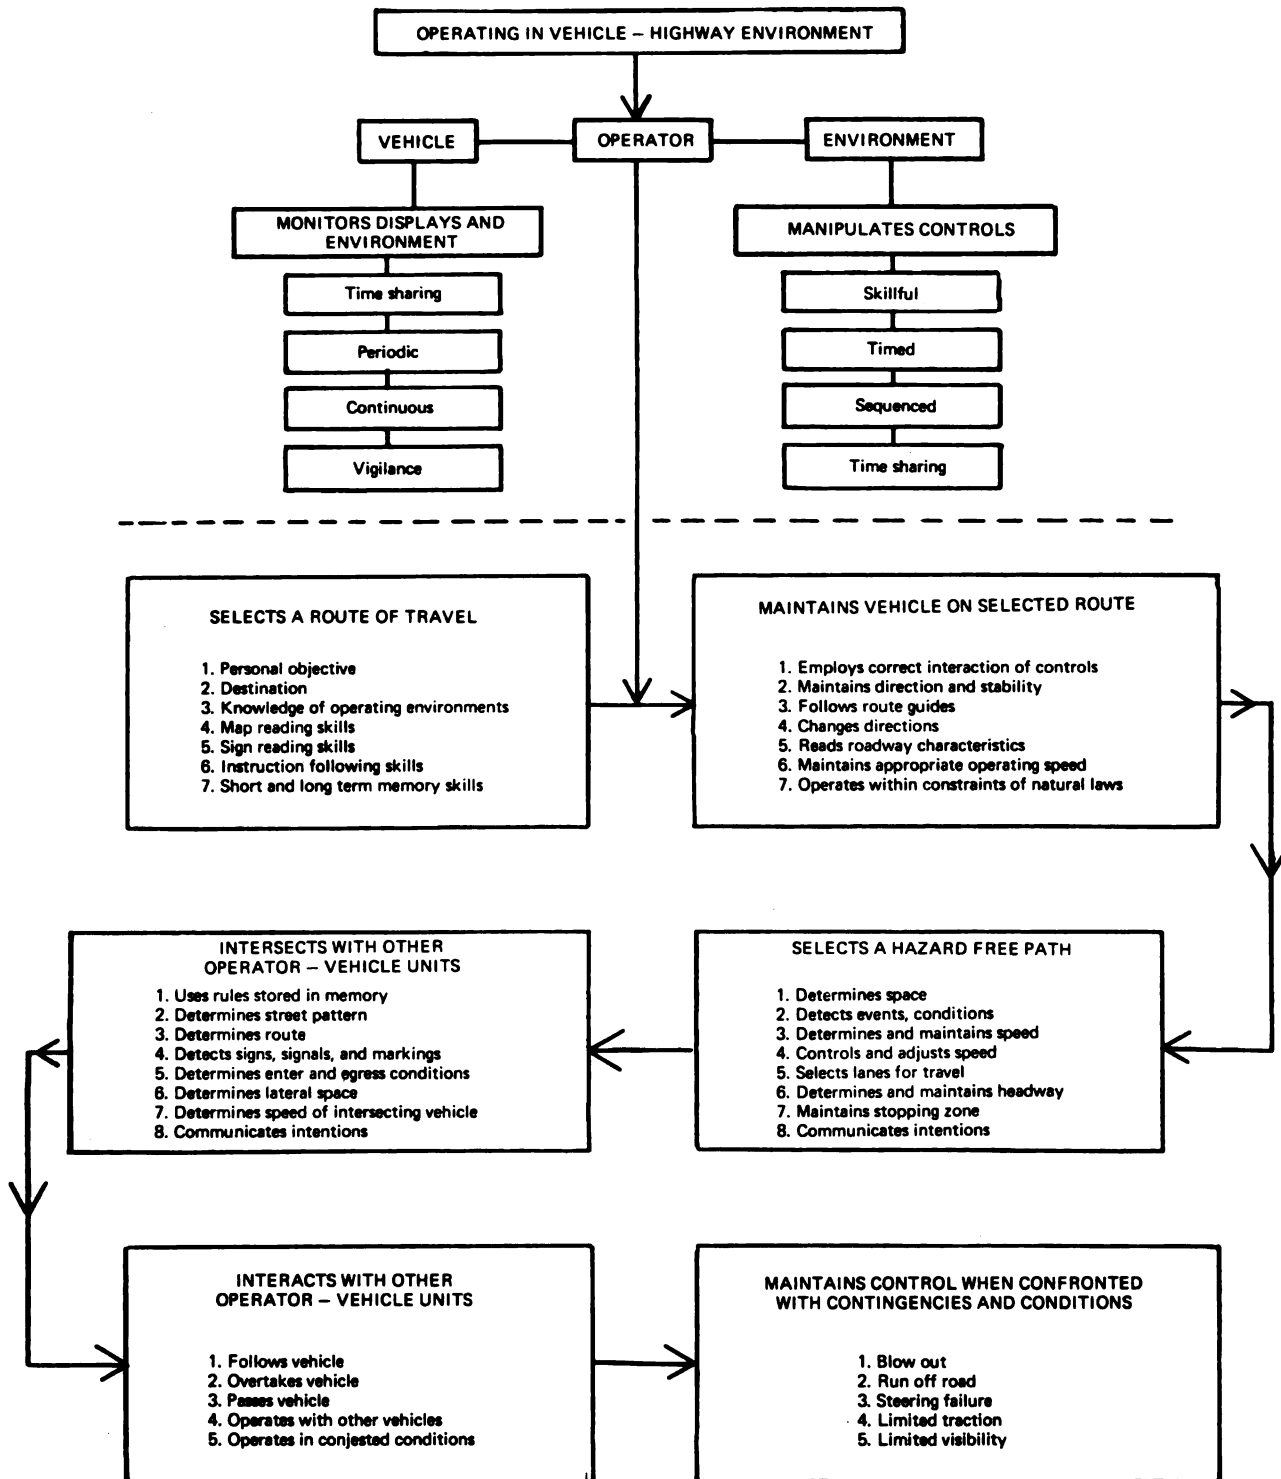 OPERATING IN VEHICLE – HIGHWAY ENVIRONMENT
VEHICLE
OPERATOR
ENVIRONMENT
MONITORS DISPLAYS AND
ENVIRONMENT
Time sharing
Periodic
Continuous
Vigilance
MANIPULATES CONTROLS
Skillful
Timed
Sequenced
Time sharing
SELECTS A ROUTE OF TRAVEL
1. Personal objective
2. Destination
3. Knowledge of operating environments
4. Map reading skills
5. Sign reading skills
6. Instruction following skills
7. Short and long term memory skills
MAINTAINS VEHICLE ON SELECTED ROUTE
1. Employs correct interaction of controls
2. Maintains direction and stability
3. Follows route guides
4. Changes directions
5. Reads roadway characteristics
6. Maintains appropriate operating speed
7. Operates within constraints of natural laws
INTERSECTS WITH OTHER
OPERATOR – VEHICLE UNITS
1. Uses rules stored in memory
2. Determines street pattern
3. Determines route
4. Detects signs, signals, and markings
5. Determines enter and egress conditions
6. Determines lateral space
7. Determines speed of intersecting vehicle
8. Communicates intentions
SELECTS A HAZARD FREE PATH
1. Determines space
2. Detects events, conditions
3. Determines and maintains speed
4. Controls and adjusts speed
5. Selects lanes for travel
6. Determines and maintains headway
7. Maintains stopping zone
8. Communicates intentions
INTERACTS WITH OTHER
OPERATOR – VEHICLE UNITS
1. Follows vehicle
2. Overtakes vehicle
3. Passes vehicle
4. Operates with other vehicles
5. Operates in conjested conditions
MAINTAINS CONTROL WHEN CONFRONTED
WITH CONTINGENCIES AND CONDITIONS
1. Blow out
2. Run off road
3. Steering failure
4. Limited traction
5. Limited visibility